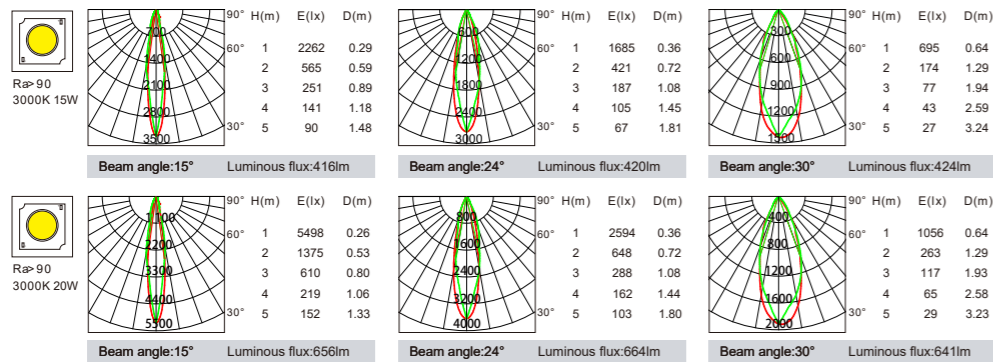 Ra>90
3000K 15W
700
1400
2100
2800
3500
90°
60°
30°
H(m) E(lx) D(m)
1 2262 0.29
2 565 0.59
3 251 0.89
4 141 1.18
5 90 1.48
Beam angle:15° Luminous flux:416lm
600
1200
1800
2400
3000
90°
60°
30°
H(m) E(lx) D(m)
1 1685 0.36
2 421 0.72
3 187 1.08
4 105 1.45
5 67 1.81
Beam angle:24° Luminous flux:420lm
300
600
900
1200
1500
90°
60°
30°
H(m) E(lx) D(m)
1 695 0.64
2 174 1.29
3 77 1.94
4 43 2.59
5 27 3.24
Beam angle:30° Luminous flux:424lm
Ra>90
3000K 20W
1100
2200
3300
4400
5500
90°
60°
30°
H(m) E(lx) D(m)
1 5498 0.26
2 1375 0.53
3 610 0.80
4 219 1.06
5 152 1.33
Beam angle:15° Luminous flux:656lm
800
1600
2400
3200
4000
90°
60°
30°
H(m) E(lx) D(m)
1 2594 0.36
2 648 0.72
3 288 1.08
4 162 1.44
5 103 1.80
Beam angle:24° Luminous flux:664lm
400
800
1200
1600
2000
90°
60°
30°
H(m) E(lx) D(m)
1 1056 0.64
2 263 1.29
3 117 1.93
4 65 2.58
5 29 3.23
Beam angle:30° Luminous flux:641lm